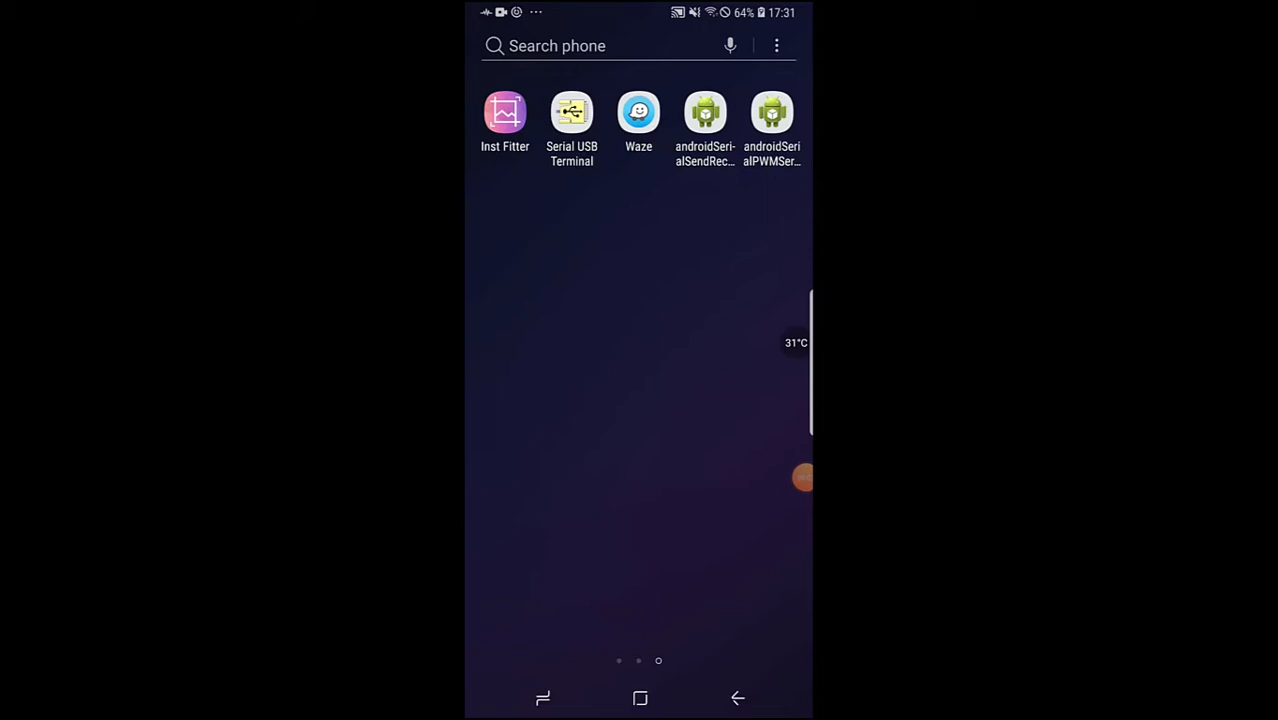 64% 17:31
Search phone
Inst Fitter
Serial USB
Terminal
Waze
androidSeri-
alSendRec...
androidSeri
alPWMSer...
31°C